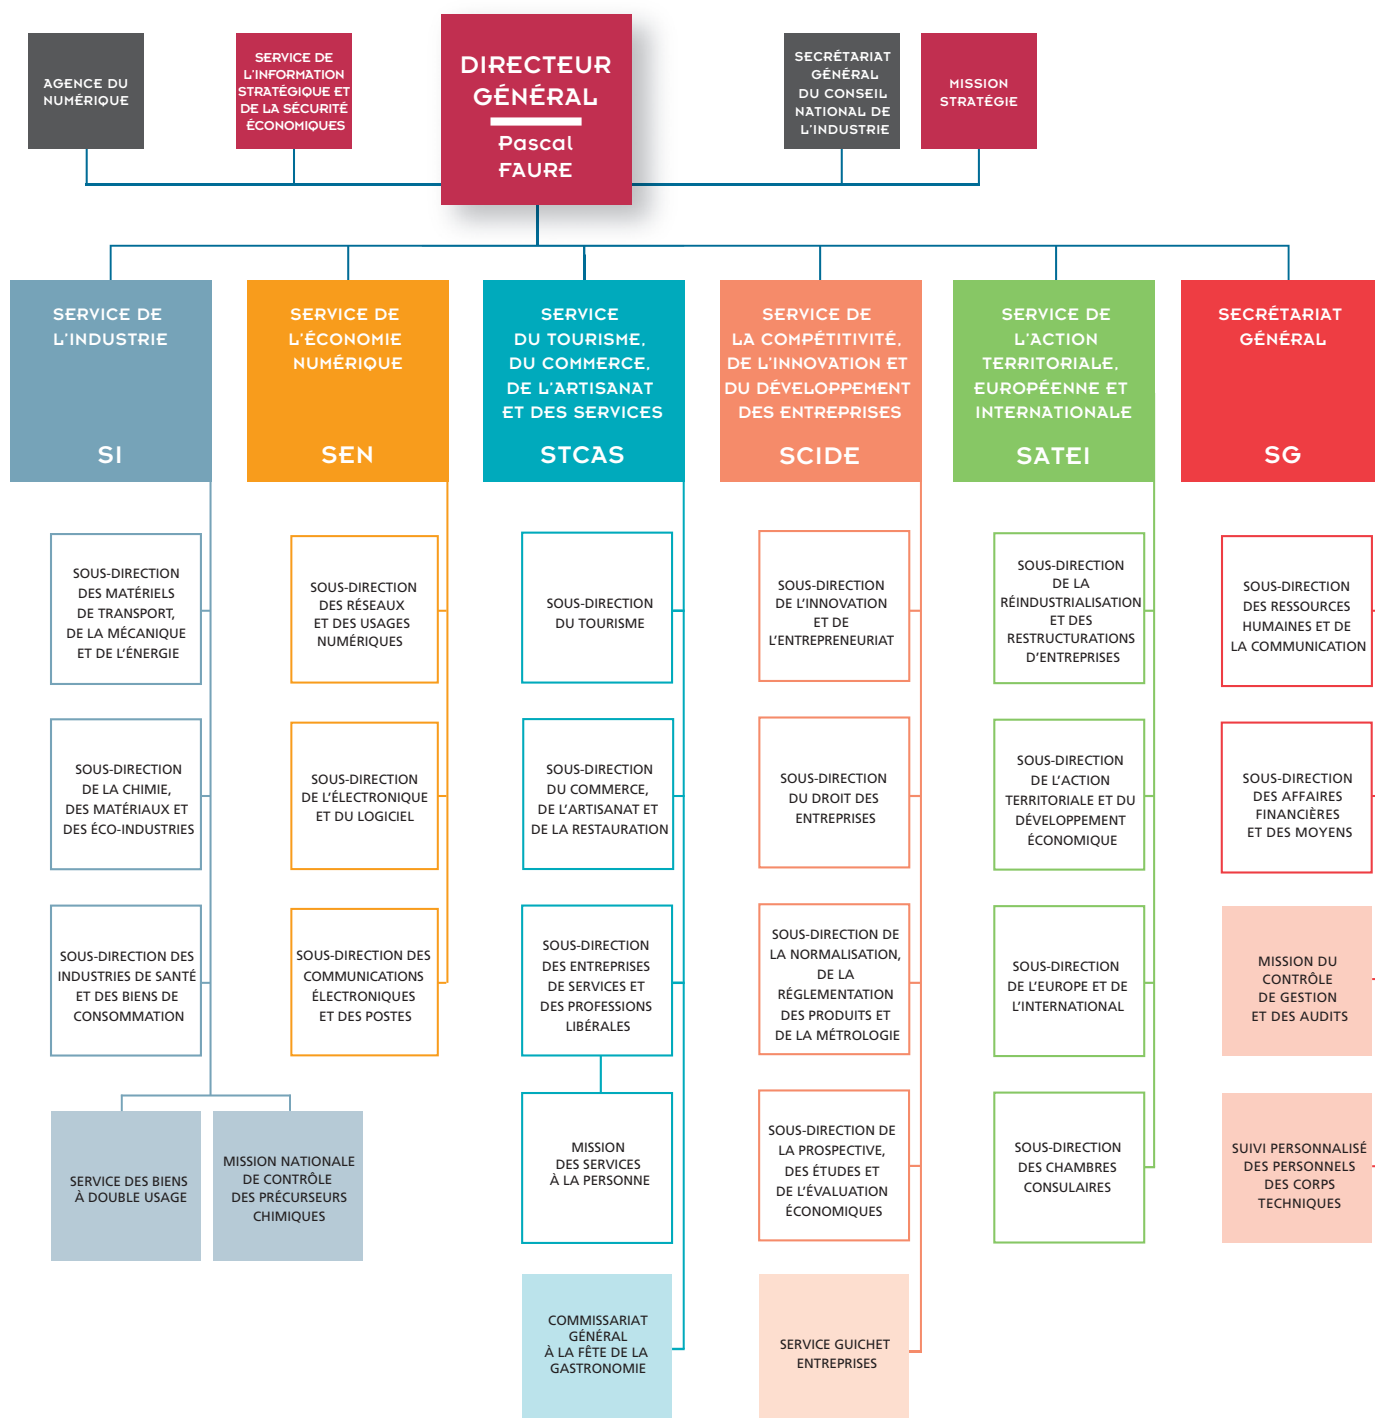 AGENCE DU
NUMÉRIQUE
SERVICE DE
L'INFORMATION
STRATÉGIQUE ET
DE LA SÉCURITÉ
ÉCONOMIQUES
DIRECTEUR
GÉNÉRAL
Pascal
FAURE
SECRÉTARIAT
GÉNÉRAL
DU CONSEIL
NATIONAL DE
L'INDUSTRIE
MISSION
STRATÉGIE
SERVICE DE
L'INDUSTRIE
SI
SERVICE DE
L'ÉCONOMIE
NUMÉRIQUE
SEN
SERVICE
DU TOURISME,
DU COMMERCE,
DE L'ARTISANAT
ET DES SERVICES
STCAS
SERVICE DE
LA COMPÉTITIVITÉ,
DE L'INNOVATION ET
DU DÉVELOPPEMENT
DES ENTREPRISES
SCIDE
SERVICE DE
L'ACTION
TERRITORIALE,
EUROPÉENNE ET
INTERNATIONALE
SATEI
SECRÉTARIAT
GÉNÉRAL
SG
SOUS-DIRECTION
DES MATÉRIELS
DE TRANSPORT,
DE LA MÉCANIQUE
ET DE L'ÉNERGIE
SOUS-DIRECTION
DES RÉSEAUX
ET DES USAGES
NUMÉRIQUES
SOUS-DIRECTION
DU TOURISME
SOUS-DIRECTION
DE L'INNOVATION
ET DE
L'ENTREPRENEURIAT
SOUS-DIRECTION
DE LA
RÉINDUSTRIALISATION
ET DES
RESTRUCTURATIONS
D'ENTREPRISES
SOUS-DIRECTION
DES RESSOURCES
HUMAINES ET DE
LA COMMUNICATION
SOUS-DIRECTION
DE LA CHIMIE,
DES MATÉRIAUX ET
DES ÉCO-INDUSTRIES
SOUS-DIRECTION
DE L'ÉLECTRONIQUE
ET DU LOGICIEL
SOUS-DIRECTION
DU COMMERCE,
DE L'ARTISANAT ET
DE LA RESTAURATION
SOUS-DIRECTION
DU DROIT DES
ENTREPRISES
SOUS-DIRECTION
DE L'ACTION
TERRITORIALE ET DU
DÉVELOPPEMENT
ÉCONOMIQUE
SOUS-DIRECTION
DES AFFAIRES
FINANCIÈRES
ET DES MOYENS
SOUS-DIRECTION DES
INDUSTRIES DE SANTÉ
ET DES BIENS DE
CONSOMMATION
SOUS-DIRECTION DES
COMMUNICATIONS
ÉLECTRONIQUES
ET DES POSTES
SOUS-DIRECTION
DES ENTREPRISES
DE SERVICES ET
DES PROFESSIONS
LIBÉRALES
SOUS-DIRECTION DE
LA NORMALISATION,
DE LA
RÉGLEMENTATION
DES PRODUITS ET
DE LA MÉTROLOGIE
SOUS-DIRECTION
DE L'EUROPE ET DE
L'INTERNATIONAL
MISSION DU
CONTRÔLE
DE GESTION
ET DES AUDITS
SERVICE DES BIENS
À DOUBLE USAGE
MISSION NATIONALE
DE CONTRÔLE
DES PRÉCURSEURS
CHIMIQUES
MISSION
DES SERVICES
À LA PERSONNE
SOUS-DIRECTION DE
LA PROSPECTIVE,
DES ÉTUDES ET
DE L'ÉVALUATION
ÉCONOMIQUES
SOUS-DIRECTION
DES CHAMBRES
CONSULAIRES
SUIVI PERSONNALISÉ
DES PERSONNELS
DES CORPS
TECHNIQUES
COMMISSARIAT
GÉNÉRAL
À LA FÊTE DE LA
GASTRONOMIE
SERVICE GUICHET
ENTREPRISES